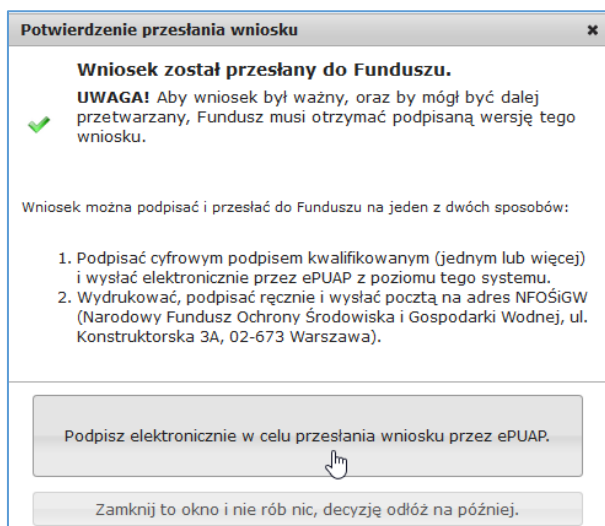 Potwierdzenie przesłania wniosku
Wniosek został przesłany do Funduszu.
UWAGA! Aby wniosek był ważny, oraz by mógł być dalej
przetwarzany, Fundusz musi otrzymać podpisaną wersję tego
wniosku.
Wniosek można podpisać i przesłać do Funduszu na jeden z dwóch sposobów:
1. Podpisać cyfrowym podpisem kwalifikowanym (jednym lub więcej)
i wysłać elektronicznie przez ePUAP z poziomu tego systemu.
2. Wydrukować, podpisać ręcznie i wysłać pocztą na adres NFOŚiGW
(Narodowy Fundusz Ochrony Środowiska i Gospodarki Wodnej, ul.
Konstruktorska 3A, 02-673 Warszawa).
Podpisz elektronicznie w celu przesłania wniosku przez ePUAP.
Zamknij to okno i nie rób nic, decyzję odłóż na później.